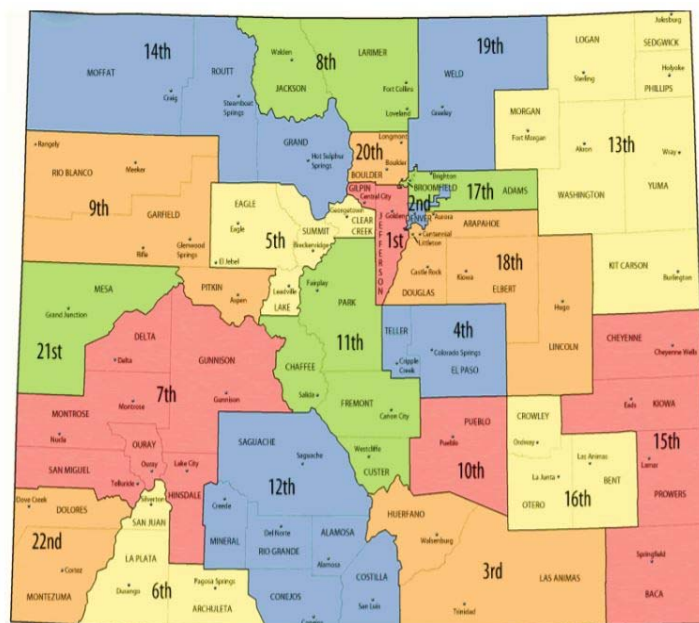 14th
MOFFAT
Craig
ROUTT
Steamboat
Springs
8th
Walden
JACKSON
LARIMER
Fort Collins
Loveland
19th
WELD
Greeley
LOGAN
Sterling
Julesburg
SEDGWICK
Holyoke
PHILLIPS
MORGAN
Fort Morgan
13th
Akron
WASHINGTON
Wray
YUMA
KIT CARSON
Burlington
GRAND
Hot Sulphur
Springs
20th
Longmont
Boulder
BOULDER
GILPIN
Central City
Brighton
BROOMFIELD
17th
ADAMS
2nd
DENVER
Aurora
Rangely
RIO BLANCO
Meeker
9th
GARFIELD
Rifle
Glenwood
Springs
EAGLE
Eagle
5th
El Jebel
SUMMIT
Breckenridge
Georgetown
CLEAR
CREEK
Leadville
LAKE
JEFFERSON
Golden
1st
ARAPAHOE
Centennial
Littleton
18th
Castle Rock
DOUGLAS
Kiowa
ELBERT
Hugo
LINCOLN
PITKIN
Aspen
MESA
Grand Junction
21st
Fairplay
PARK
11th
CHAFFEE
Salida
FREMONT
Canon City
Westcliffe
CUSTER
TELLER
Cripple
Creek
4th
Colorado Springs
EL PASO
CHEYENNE
Cheyenne Wells
Eads
KIOWA
15th
Lamar
PROWERS
Springfield
BACA
DELTA
Delta
GUNNISON
7th
Montrose
Gunnison
MONTROSE
Nucla
OURAY
Ouray
SAN MIGUEL
Telluride
Lake City
HINSDALE
SAGUACHE
Saguache
12th
Creede
MINERAL
Del Norte
RIO GRANDE
ALAMOSA
Alamosa
CONEJOS
COSTILLA
San Luis
PUEBLO
Pueblo
10th
CROWLEY
Ordway
Las Animas
La Junta
BENT
OTERO
16th
HUERFANO
Walsenburg
3rd
LAS ANIMAS
Trinidad
Dove Creek
DOLORES
22nd
Cortez
MONTEZUMA
Silverton
SAN JUAN
LA PLATA
Durango
6th
Pagosa Springs
ARCHULETA